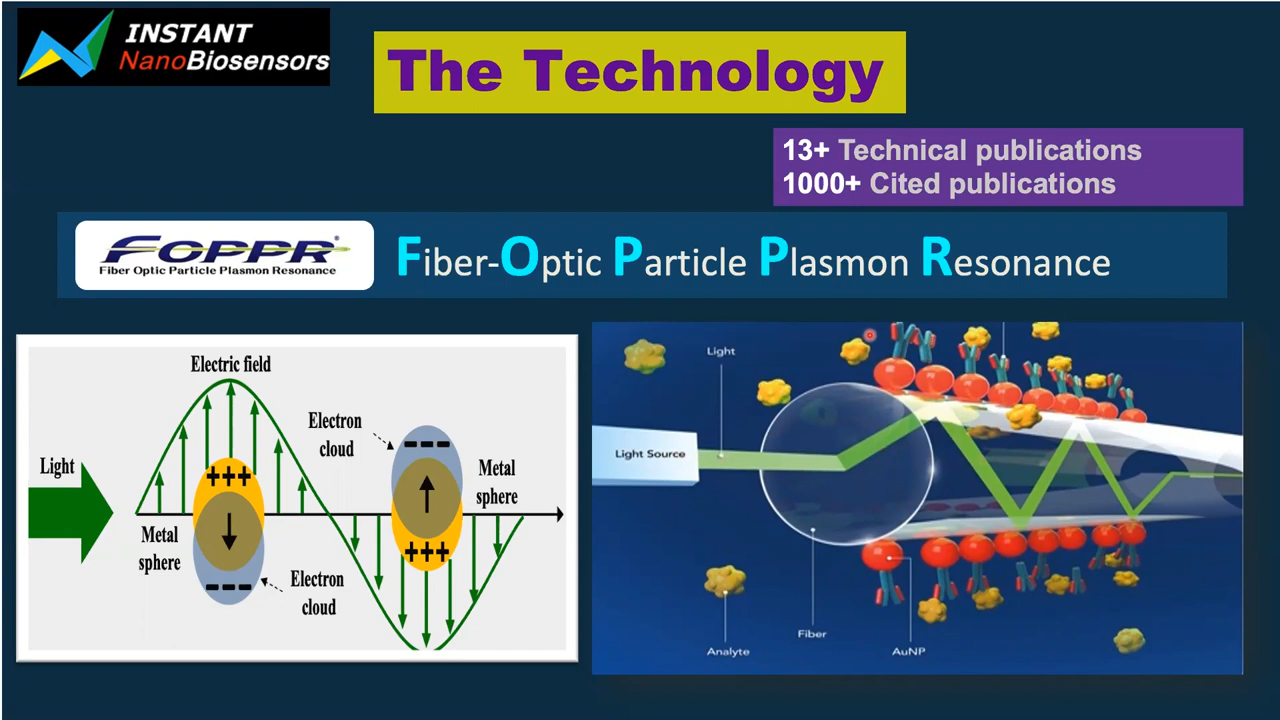 INSTANT
NanoBiosensors
The Technology
13+ Technical publications
1000+ Cited publications
FOPPR®
Fiber Optic Particle Plasmon Resonance
Fiber-Optic Particle Plasmon Resonance
Electric field
Electron
cloud
Light
Metal
sphere
Metal
sphere
Electron
cloud
+++
---
---
+++
Light
Light Source
Fiber
Analyte
AuNP